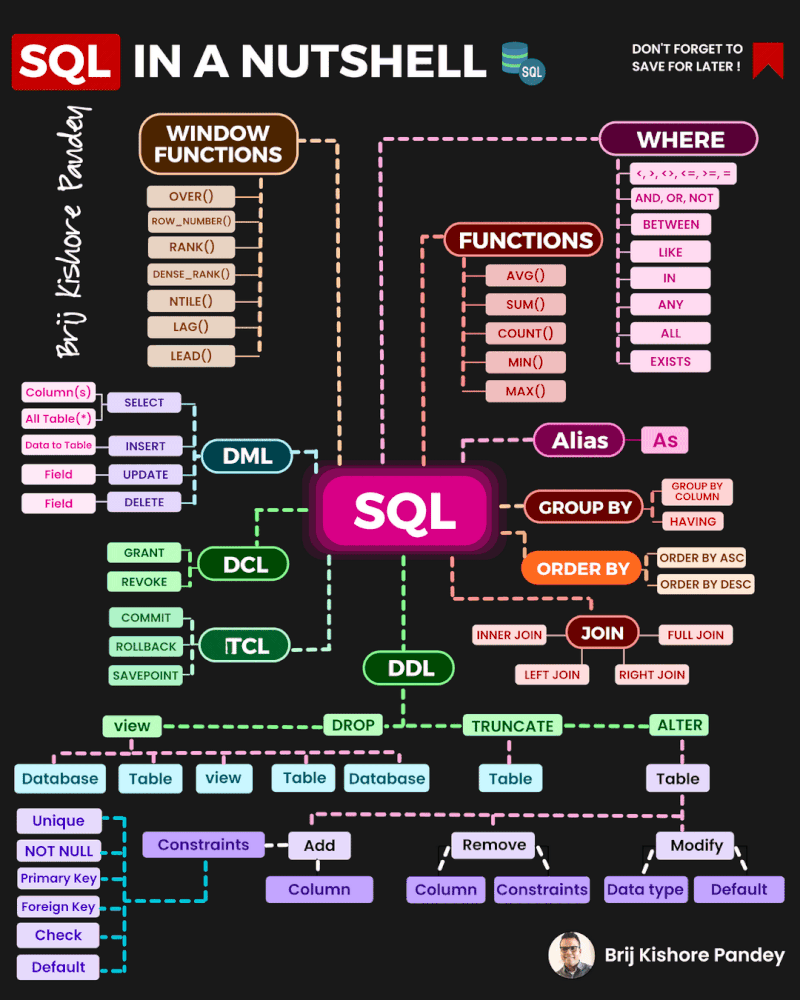 SQL IN A NUTSHELL
SQL
DON'T FORGET TO
SAVE FOR LATER !
Brij Kishore Pandey
WINDOW
FUNCTIONS
OVER()
ROW_NUMBER()
RANK()
DENSE_RANK()
NTILE()
LAG()
LEAD()
WHERE
<, >, <>, <=, >=, =
AND, OR, NOT
BETWEEN
LIKE
IN
ANY
ALL
EXISTS
FUNCTIONS
AVG()
SUM()
COUNT()
MIN()
MAX()
Column(s)
All Table(*)
SELECT
Data to Table
INSERT
Field
UPDATE
Field
DELETE
DML
Alias
As
SQL
GROUP BY
GROUP BY
COLUMN
HAVING
GRANT
REVOKE
DCL
ORDER BY
ORDER BY ASC
ORDER BY DESC
COMMIT
ROLLBACK
SAVEPOINT
TCL
INNER JOIN
JOIN
FULL JOIN
LEFT JOIN
RIGHT JOIN
DDL
view
DROP
TRUNCATE
ALTER
Database
Table
view
Table
Database
Table
Table
Unique
NOT NULL
Primary Key
Foreign Key
Check
Default
Constraints
Add
Column
Remove
Column
Constraints
Modify
Data type
Default
Brij Kishore Pandey